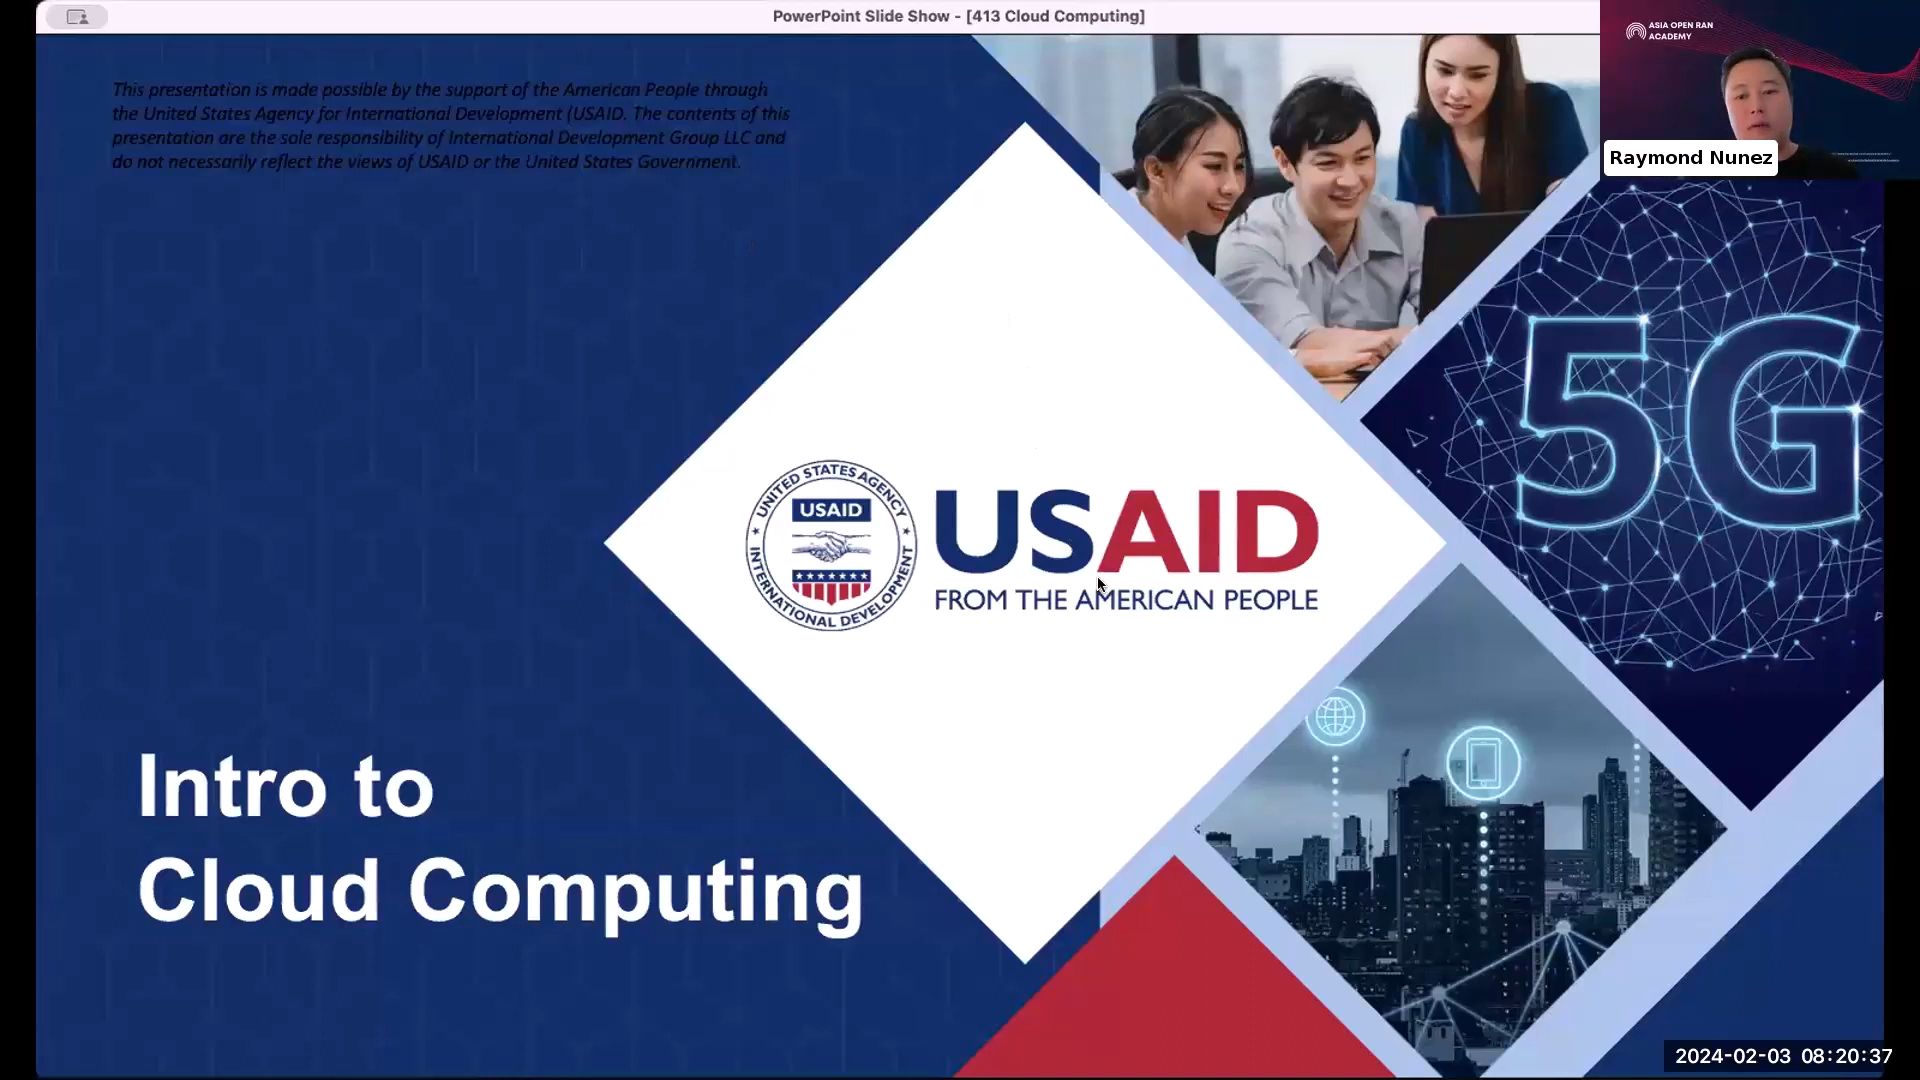 PowerPoint Slide Show - [413 Cloud Computing]
ASIA OPEN RAN
ACADEMY
Raymond Nunez
This presentation is made possible by the support of the American People through
the United States Agency for International Development (USAID. The contents of this
presentation are the sole responsibility of International Development Group LLC and
do not necessarily reflect the views of USAID or the United States Government.
5G
UNITED STATES AGENCY
USAID
INTERNATIONAL DEVELOPMENT
USAID
FROM THE AMERICAN PEOPLE
Intro to
Cloud Computing
2024-02-03 08:20:37